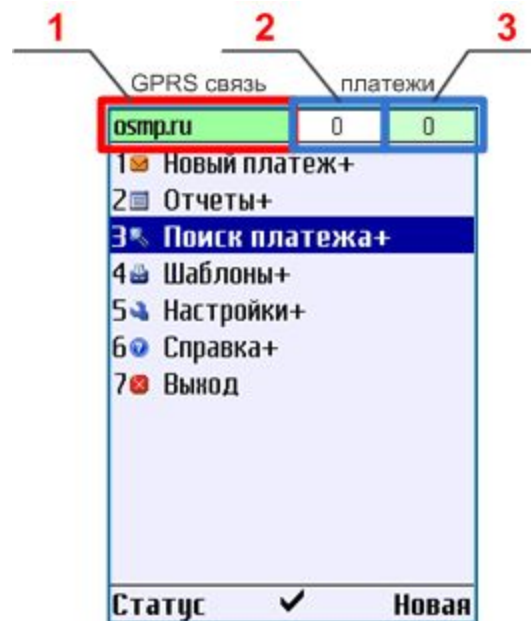 1 2 3
GPRS связь платежи
osmp.ru 0 0
1 Новый платеж+
2 Отчеты+
3 Поиск платежа+
4 Шаблоны+
5 Настройки+
6 Справка+
7 Выход
Статус Новая